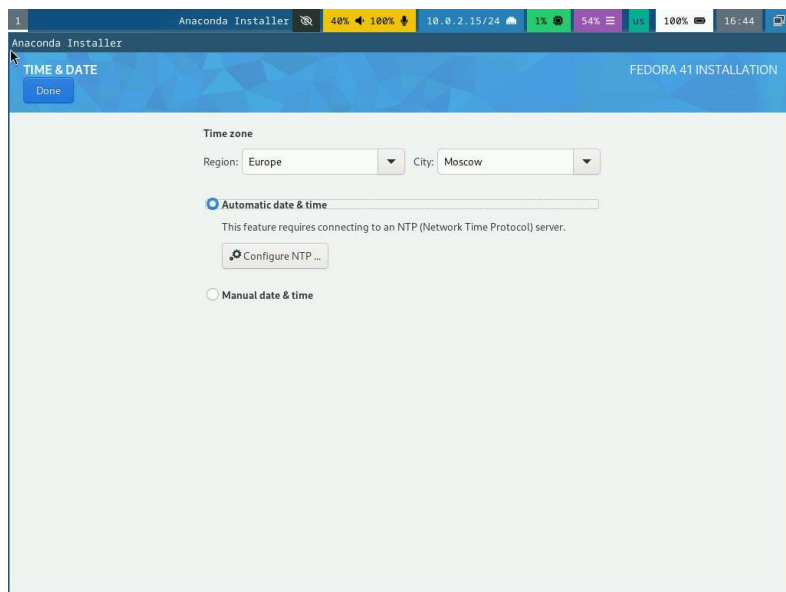 1 Anaconda Installer 40% 100% 10.0.2.15/24 1% 54% us 100% 16:44
Anaconda Installer
TIME & DATE FEDORA 41 INSTALLATION
Done
Time zone
Region: Europe City: Moscow
Automatic date & time
This feature requires connecting to an NTP (Network Time Protocol) server.
Configure NTP ...
Manual date & time